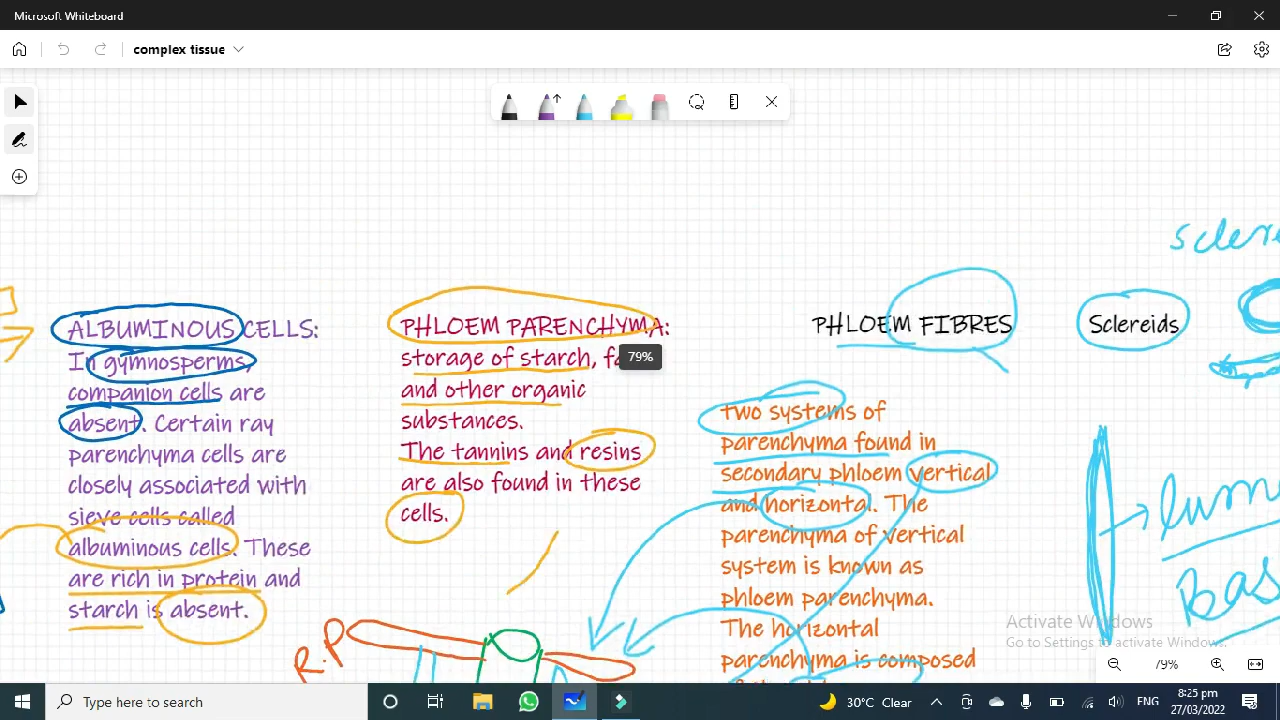 Microsoft Whiteboard
complex tissue
sclere
ALBUMINOUS CELLS:
In gymnosperms,
companion cells are
absent. Certain ray
parenchyma cells are
closely associated with
sieve cells called
albuminous cells. These
are rich in protein and
starch is absent.
PHLOEM PARENCHYMA:
storage of starch, fa
79%
and other organic
substances.
The tannins and resins
are also found in these
cells.
R.P
PHLOEM FIBRES
Sclereids
Two systems of
parenchyma found in
secondary phloem vertical
and horizontal. The
parenchyma of vertical
system is known as
phloem parenchyma.
The horizontal
parenchyma is composed
lum
Bas
Activate Windows
Go to Settings to activate Windows.
79%
Type here to search
30°C Clear
ENG
8:25 pm
27/03/2022